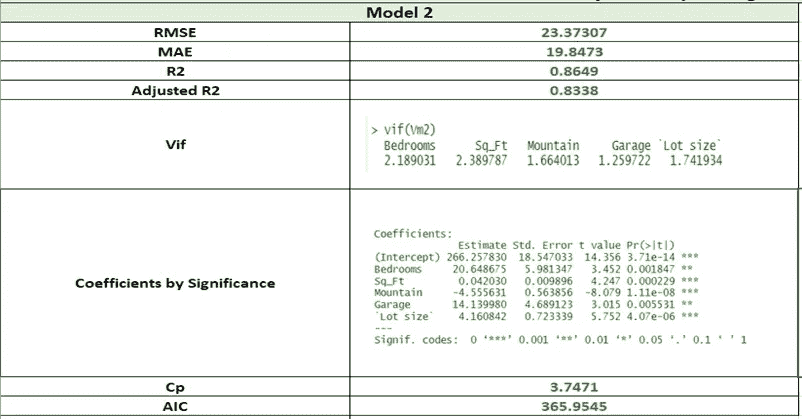 Model 2
RMSE 23.37307
MAE 19.8473
R2 0.8649
Adjusted R2 0.8338
Vif
> vif(Vm2)
Bedrooms Sq_Ft Mountain Garage `Lot size`
2.189031 2.389787 1.664013 1.259722 1.741934
Coefficients by Significance
Coefficients:
Estimate Std. Error t value Pr(>|t|)
(Intercept) 266.257830 18.547033 14.356 3.71e-14 ***
Bedrooms 20.648675 5.981347 3.452 0.001847 **
Sq_Ft 0.042030 0.009896 4.247 0.000229 ***
Mountain -4.555631 0.563856 -8.079 1.11e-08 ***
Garage 14.139980 4.689123 3.015 0.005531 **
`Lot size` 4.160842 0.723339 5.752 4.07e-06 ***
---
Signif. codes: 0 ‘***’ 0.001 ‘**’ 0.01 ‘*’ 0.05 ‘.’ 0.1 ‘ ’ 1
Cp 3.7471
AIC 365.9545